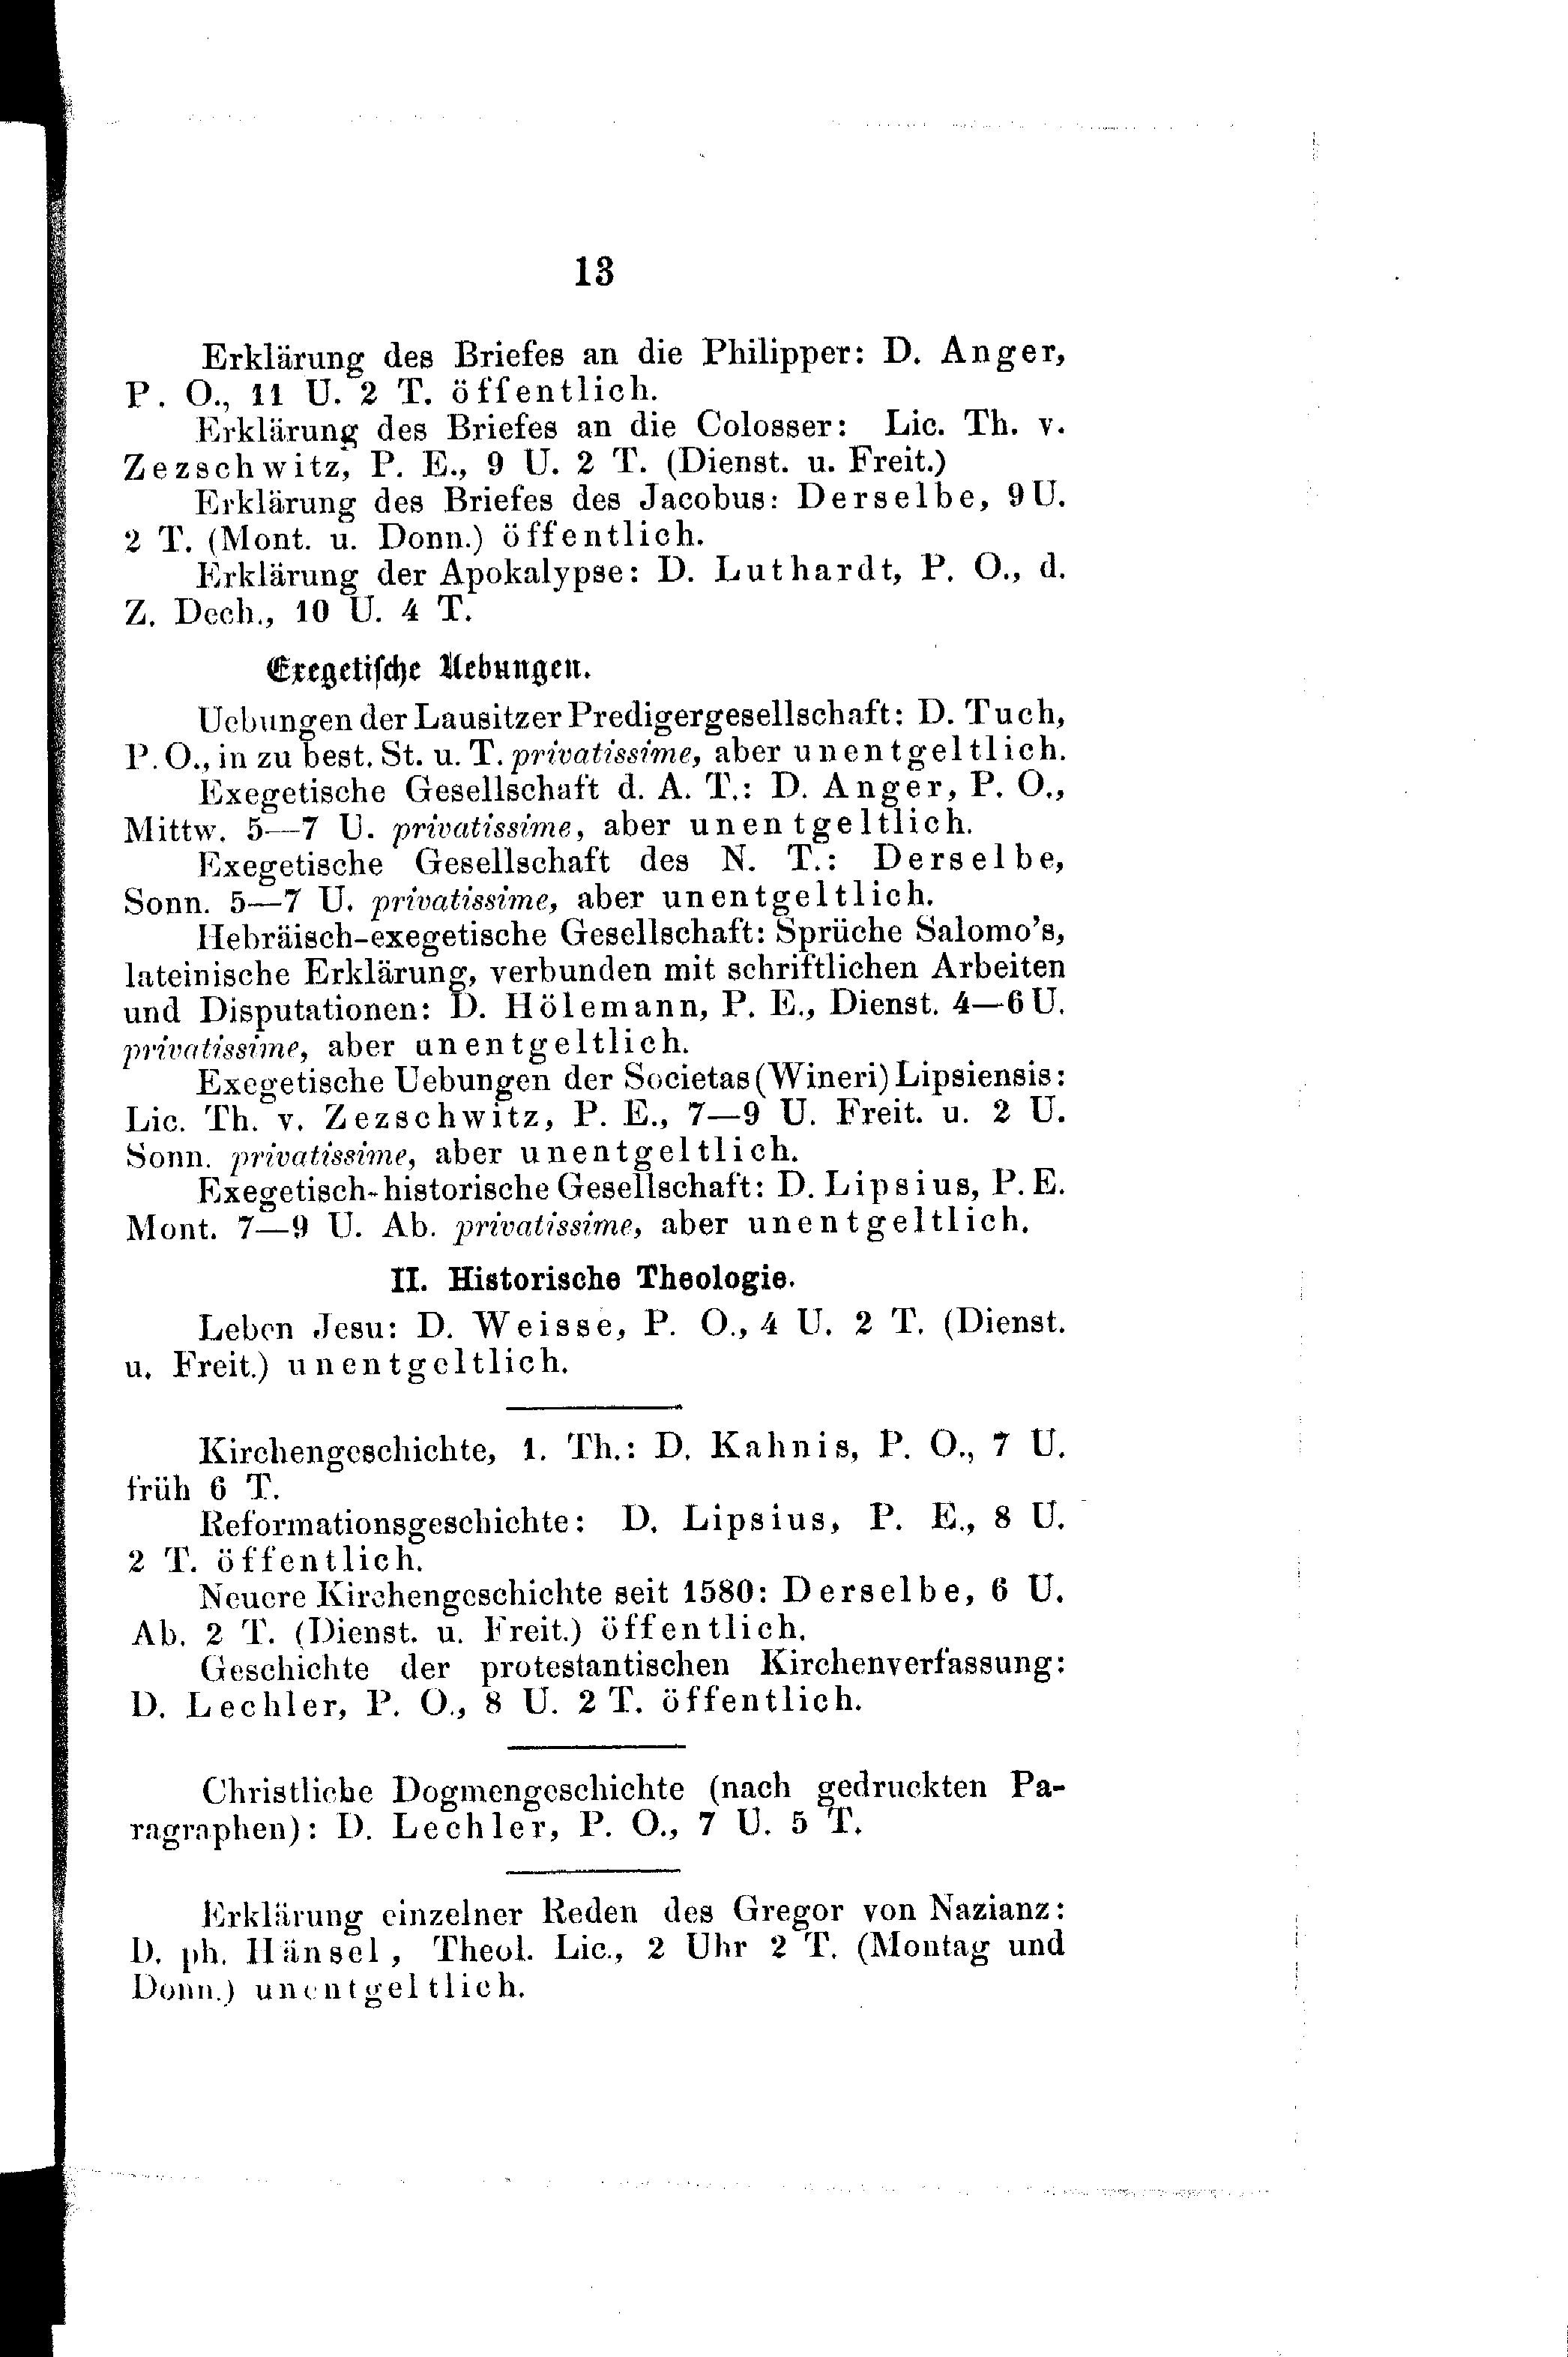 13
Erklärung des Briefes an die Philipper: D. Anger,
P. O., 11 U. 2 T. öffentlich.
Erklärung des Briefes an die Colosser: Lic. Th. v.
Zezschwitz, P. E., 9 U. 2 T. (Dienst. u. Freit.)
Erklärung des Briefes des Jacobus: Derselbe, 9 U.
2 T. (Mont. u. Donn.) öffentlich.
Erklärung der Apokalypse: D. Luthardt, P. O., d.
Z. Dech., 10 U. 4 T.
Exegetische Uebungen.
Uebungen der Lausitzer Predigergesellschaft: D. Tuch,
P. O., in zu best. St. u. T. privatissime, aber unentgeltlich.
Exegetische Gesellschaft d. A. T.: D. Anger, P. O.,
Mittw. 5—7 U. privatissime, aber unentgeltlich.
Exegetische Gesellschaft des N. T.: Derselbe,
Sonn. 5—7 U. privatissime, aber unentgeltlich.
Hebräisch-exegetische Gesellschaft: Sprüche Salomo's,
lateinische Erklärung, verbunden mit schriftlichen Arbeiten
und Disputationen: D. Hölemann, P. E., Dienst. 4—6 U.
privatissime, aber unentgeltlich.
Exegetische Uebungen der Societas (Wineri) Lipsiensis:
Lic. Th. v. Zezschwitz, P. E., 7—9 U. Freit. u. 2 U.
Sonn. privatissime, aber unentgeltlich.
Exegetisch-historische Gesellschaft: D. Lipsius, P. E.
Mont. 7—9 U. Ab. privatissime, aber unentgeltlich.
II. Historische Theologie.
Leben Jesu: D. Weisse, P. O., 4 U. 2 T. (Dienst.
u. Freit.) unentgeltlich.
Kirchengeschichte, 1. Th.: D. Kahnis, P. O., 7 U.
früh 6 T.
Reformationsgeschichte: D. Lipsius, P. E., 8 U.
2 T. öffentlich.
Neuere Kirchengeschichte seit 1580: Derselbe, 6 U.
Ab. 2 T. (Dienst. u. Freit.) öffentlich.
Geschichte der protestantischen Kirchenverfassung:
D. Lechler, P. O., 8 U. 2 T. öffentlich.
Christliche Dogmengeschichte (nach gedruckten Pa-
ragraphen): D. Lechler, P. O., 7 U. 5 T.
Erklärung einzelner Reden des Gregor von Nazianz:
D. ph. Hänsel, Theol. Lic., 2 Uhr 2 T. (Montag und
Donn.) unentgeltlich.